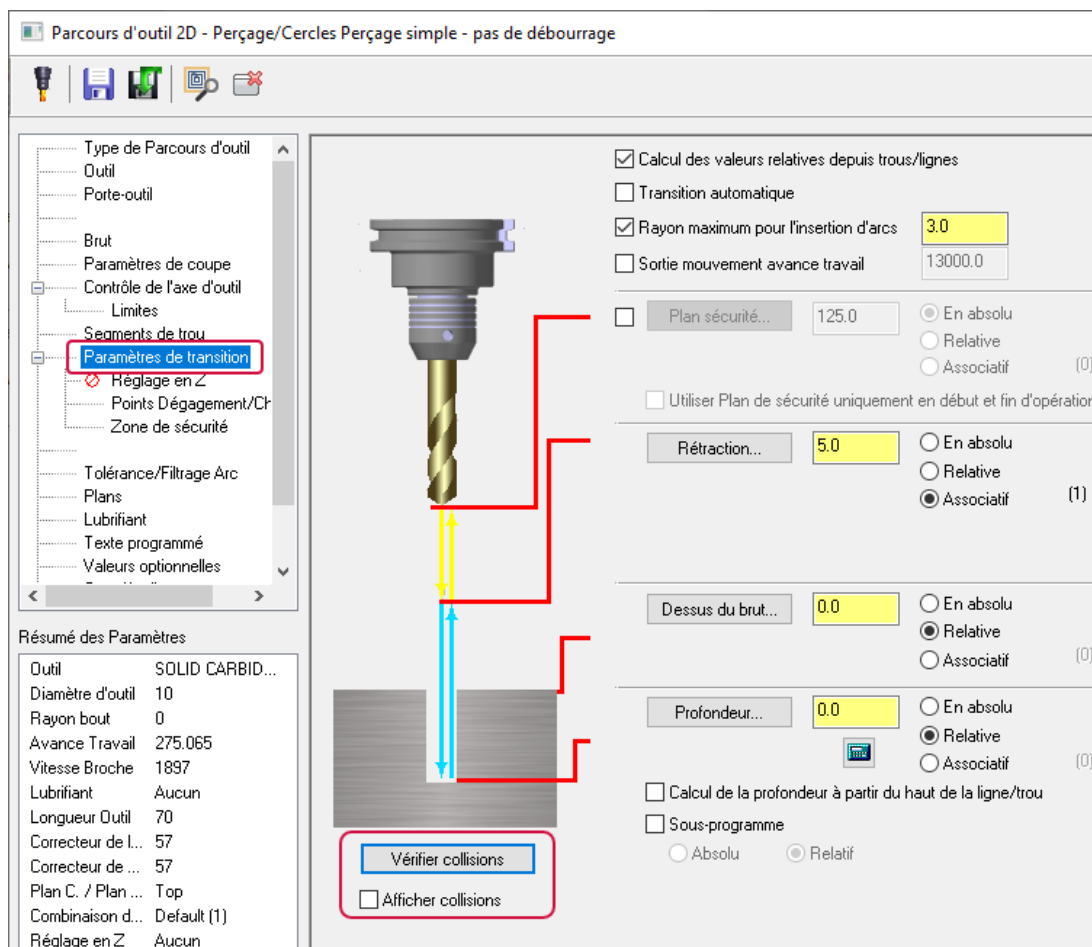 Parcours d'outil 2D - Perçage/Cercles Perçage simple - pas de débourrage
Type de Parcours d'outil
Outil
Porte-outil
Brut
Paramètres de coupe
Contrôle de l'axe d'outil
Limites
Segments de trou
Paramètres de transition
Réglage en Z
Points Dégagement/Ch
Zone de sécurité
Tolérance/Filtrage Arc
Plans
Lubrifiant
Texte programmé
Valeurs optionnelles
Résumé des Paramètres
Outil SOLID CARBID...
Diamètre d'outil 10
Rayon bout 0
Avance Travail 275.065
Vitesse Broche 1897
Lubrifiant Aucun
Longueur Outil 70
Correcteur de l... 57
Correcteur de ... 57
Plan C. / Plan ... Top
Combinaison d... Default (1)
Réglage en Z Aucun
Calcul des valeurs relatives depuis trous/lignes
Transition automatique
Rayon maximum pour l'insertion d'arcs 3.0
Sortie mouvement avance travail 13000.0
Plan sécurité... 125.0 En absolu
Relative
Associatif (0)
Utiliser Plan de sécurité uniquement en début et fin d'opération
Rétraction... 5.0 En absolu
Relative
Associatif (1)
Dessus du brut... 0.0 En absolu
Relative
Associatif (0)
Profondeur... 0.0 En absolu
Relative
Associatif (0)
Calcul de la profondeur à partir du haut de la ligne/trou
Sous-programme
Absolu Relatif
Vérifier collisions
Afficher collisions